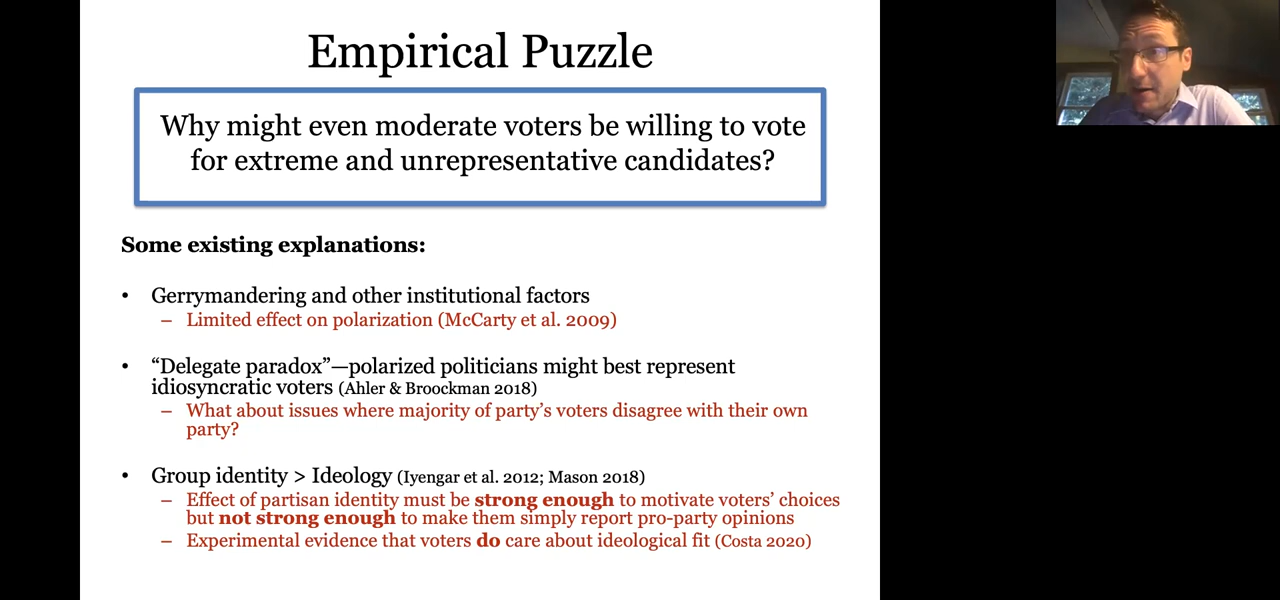 Empirical Puzzle
Why might even moderate voters be willing to vote
for extreme and unrepresentative candidates?
Some existing explanations:
• Gerrymandering and other institutional factors
– Limited effect on polarization (McCarty et al. 2009)
• “Delegate paradox”—polarized politicians might best represent
idiosyncratic voters (Ahler & Broockman 2018)
– What about issues where majority of party’s voters disagree with their own
party?
• Group identity > Ideology (Iyengar et al. 2012; Mason 2018)
– Effect of partisan identity must be strong enough to motivate voters’ choices
but not strong enough to make them simply report pro-party opinions
– Experimental evidence that voters do care about ideological fit (Costa 2020)